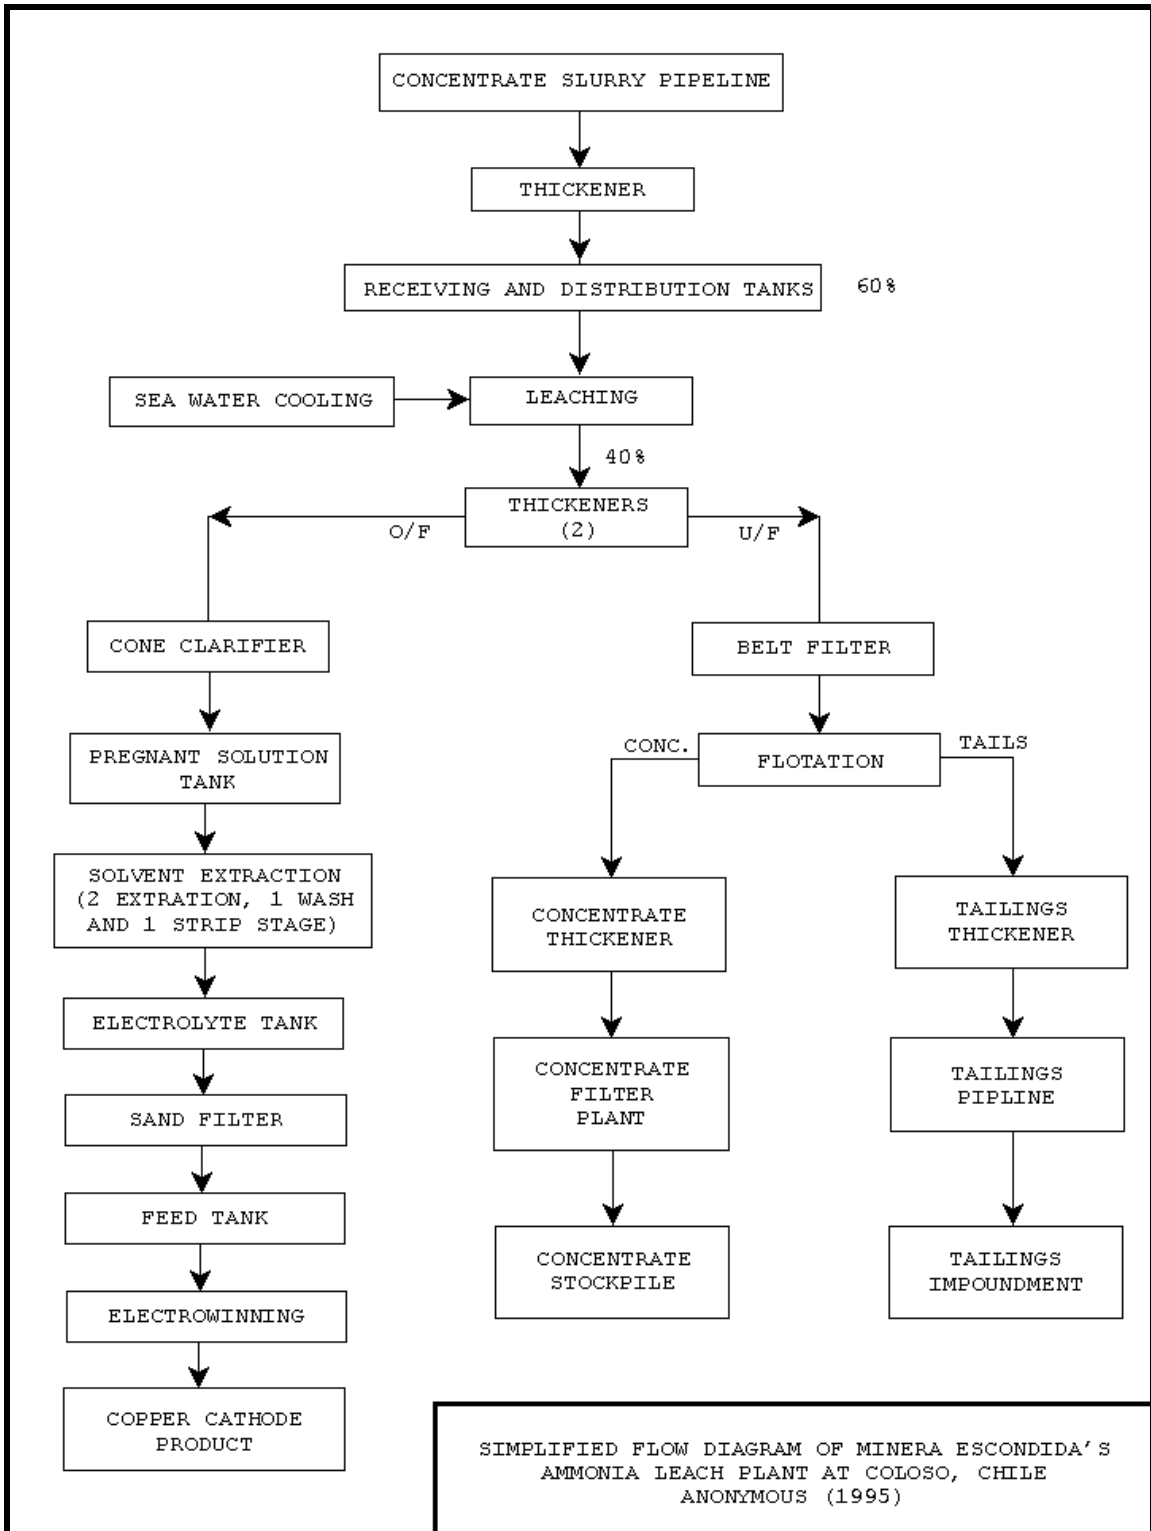 CONCENTRATE SLURRY PIPELINE
THICKENER
RECEIVING AND DISTRIBUTION TANKS
60%
SEA WATER COOLING
LEACHING
40%
THICKENERS
(2)
O/F
U/F
CONE CLARIFIER
BELT FILTER
PREGNANT SOLUTION
TANK
CONC.
FLOTATION
TAILS
SOLVENT EXTRACTION
(2 EXTRATION, 1 WASH
AND 1 STRIP STAGE)
CONCENTRATE
THICKENER
TAILINGS
THICKENER
ELECTROLYTE TANK
CONCENTRATE
FILTER
PLANT
TAILINGS
PIPLINE
SAND FILTER
FEED TANK
CONCENTRATE
STOCKPILE
TAILINGS
IMPOUNDMENT
ELECTROWINNING
COPPER CATHODE
PRODUCT
SIMPLIFIED FLOW DIAGRAM OF MINERA ESCONDIDA'S
AMMONIA LEACH PLANT AT COLOSO, CHILE
ANONYMOUS (1995)